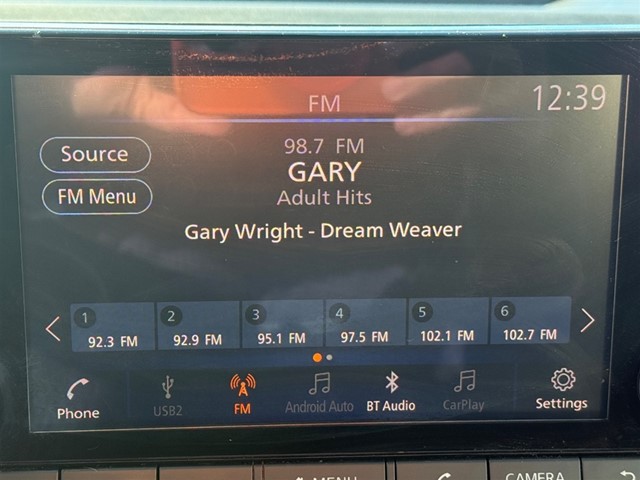 FM
12:39
Source
98.7 FM
GARY
FM Menu
Adult Hits
Gary Wright - Dream Weaver
1 2 3 4 5 6
92.3 FM 92.9 FM 95.1 FM 97.5 FM 102.1 FM 102.7 FM
Phone USB2 FM Android Auto BT Audio CarPlay Settings
MENU CAMERA